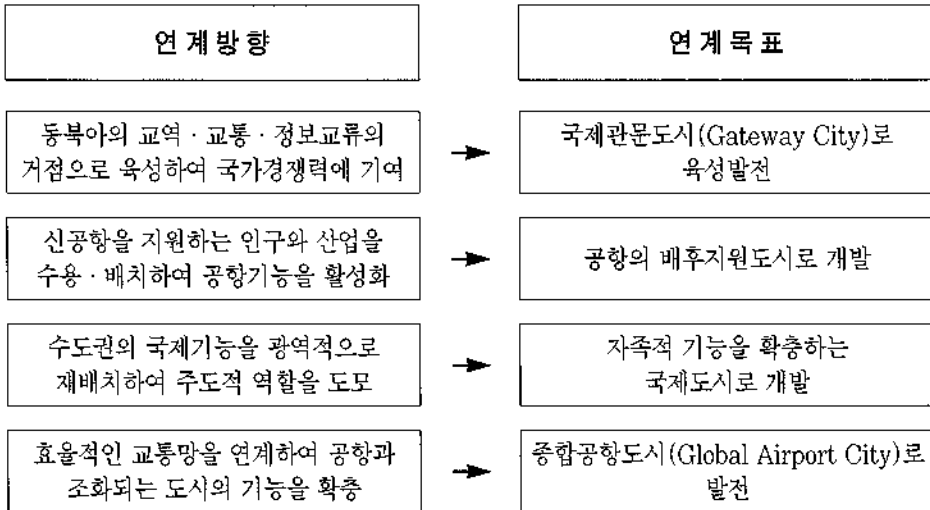 연계방향
연계목표
동북아의 교역 · 교통 · 정보교류의
거점으로 육성하여 국가경쟁력에 기여
국제관문도시(Gateway City)로
육성발전
신공항을 지원하는 인구와 산업을
수용 · 배치하여 공항기능을 활성화
공항의 배후지원도시로 개발
수도권의 국제기능을 광역적으로
재배치하여 주도적 역할을 도모
자족적 기능을 확충하는
국제도시로 개발
효율적인 교통망을 연계하여 공항과
조화되는 도시의 기능을 확충
종합공항도시(Global Airport City)로
발전